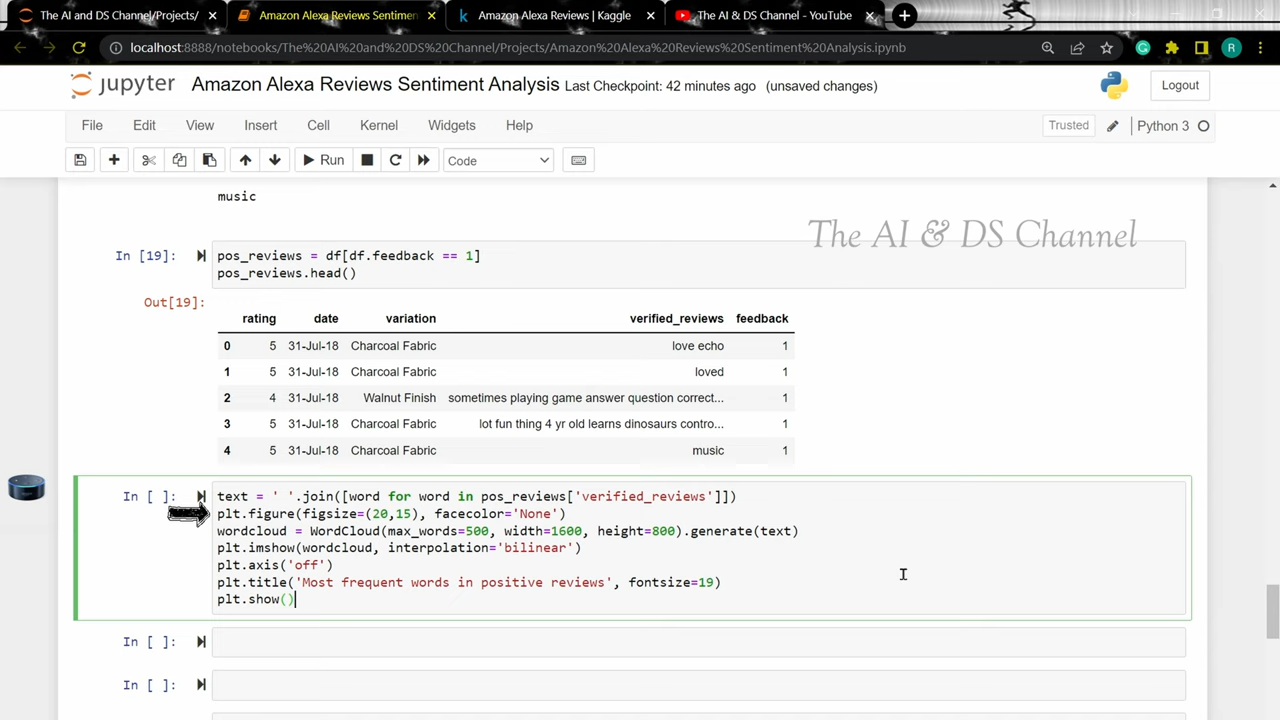 The AI and DS Channel/Projects/
Amazon Alexa Reviews Sentimen
Amazon Alexa Reviews | Kaggle
The AI & DS Channel - YouTube
localhost:8888/notebooks/The%20AI%20and%20DS%20Channel/Projects/Amazon%20Alexa%20Reviews%20Sentiment%20Analysis.ipynb
R
jupyter Amazon Alexa Reviews Sentiment Analysis Last Checkpoint: 42 minutes ago (unsaved changes)
Logout
File Edit View Insert Cell Kernel Widgets Help
Trusted Python 3
Run Code
music
The AI & DS Channel
In [19]: pos_reviews = df[df.feedback == 1]
pos_reviews.head()
Out[19]:
rating date variation verified_reviews feedback
0 5 31-Jul-18 Charcoal Fabric love echo 1
1 5 31-Jul-18 Charcoal Fabric loved 1
2 4 31-Jul-18 Walnut Finish sometimes playing game answer question correct... 1
3 5 31-Jul-18 Charcoal Fabric lot fun thing 4 yr old learns dinosaurs contro... 1
4 5 31-Jul-18 Charcoal Fabric music 1
In [ ]: text = ' '.join([word for word in pos_reviews['verified_reviews']])
plt.figure(figsize=(20,15), facecolor='None')
wordcloud = WordCloud(max_words=500, width=1600, height=800).generate(text)
plt.imshow(wordcloud, interpolation='bilinear')
plt.axis('off')
plt.title('Most frequent words in positive reviews', fontsize=19)
plt.show()
In [ ]:
In [ ]: